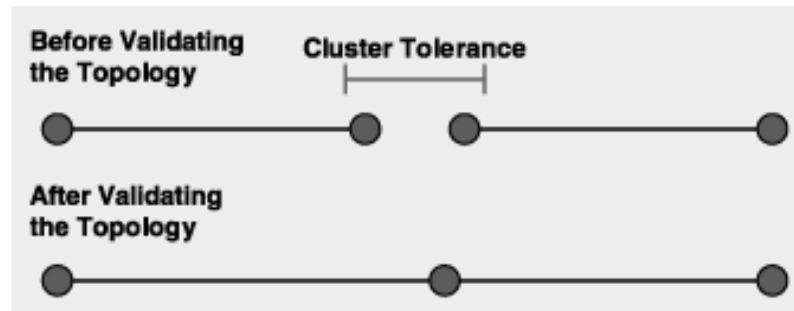 Before Validating
the Topology
Cluster Tolerance
After Validating
the Topology